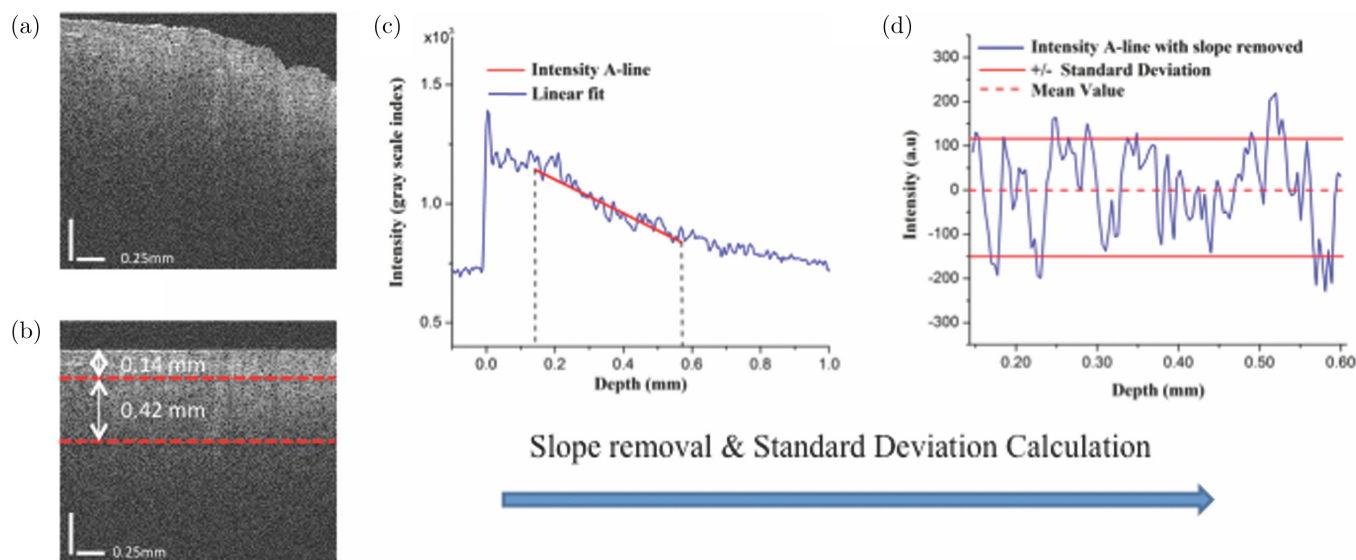 (a)
0.25mm
(b)
0.14 mm
0.42 mm
0.25mm
(c)
x10³
Intensity A-line
Linear fit
1.5
1.0
0.5
0.0
0.2
0.4
0.6
0.8
1.0
Intensity (gray scale index)
Depth (mm)
(d)
Intensity A-line with slope removed
+/- Standard Deviation
Mean Value
300
200
100
0
-100
-200
-300
0.20
0.30
0.40
0.50
0.60
Intensity (a.u)
Depth (mm)
Slope removal & Standard Deviation Calculation